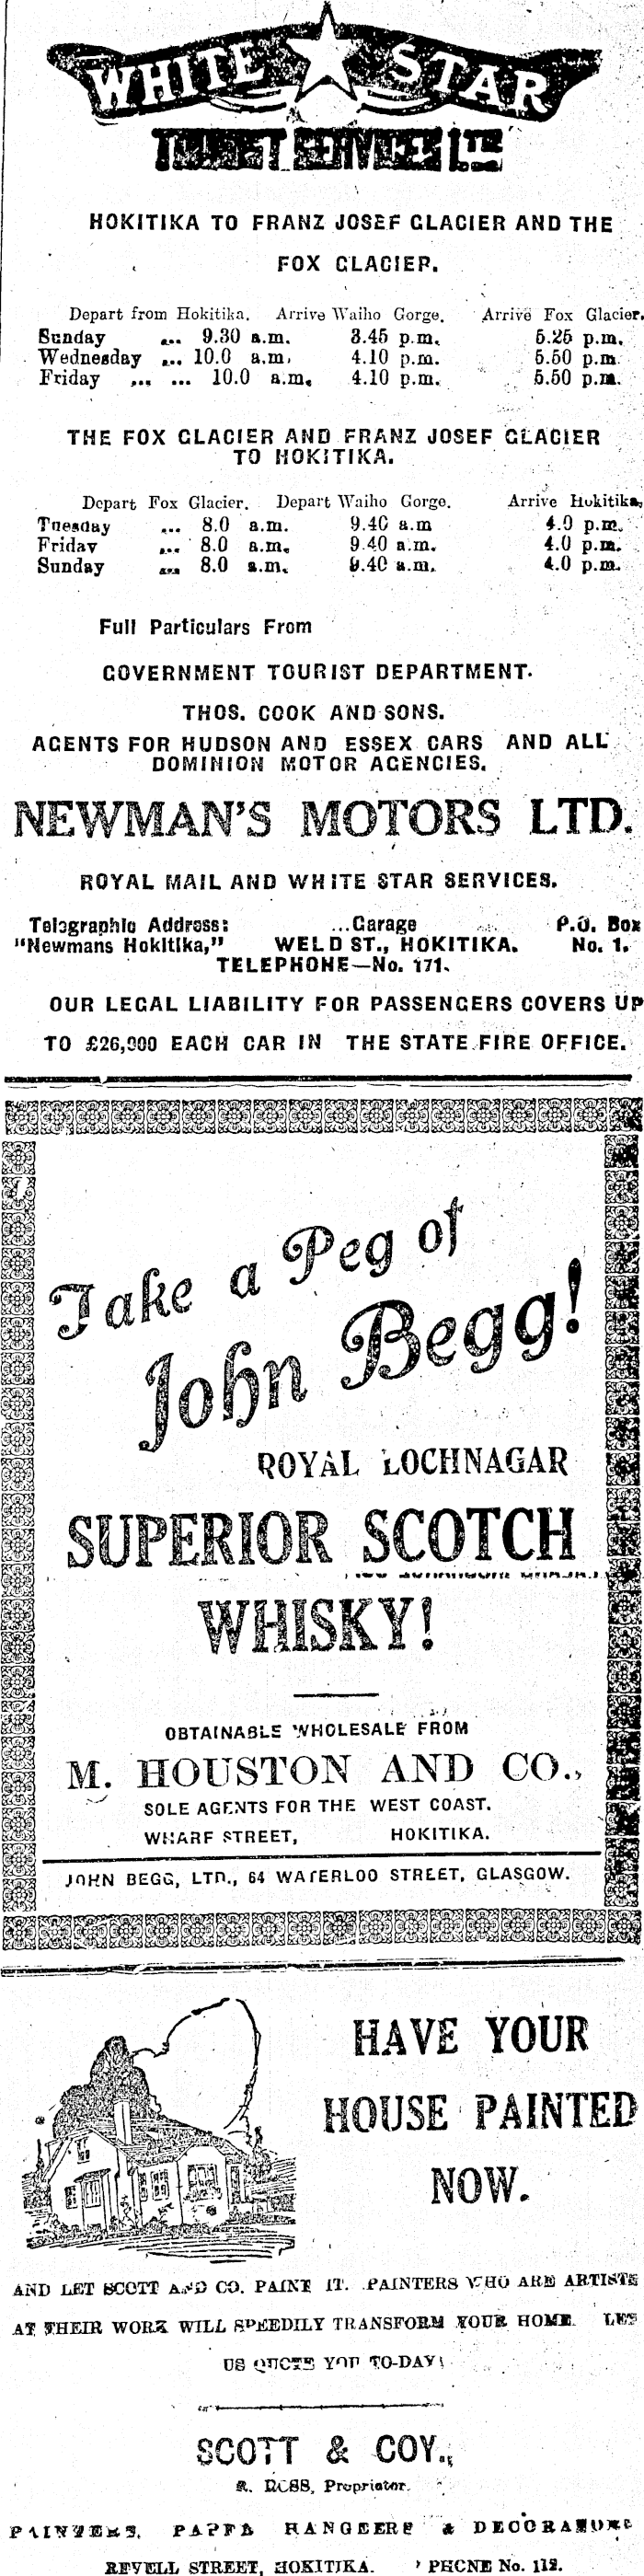 WHITE STAR
TOURIST SERVICES LTD
HOKITIKA TO FRANZ JOSEF GLACIER AND THE
FOX GLACIER.
Depart from Hokitika. Arrive Waiho Gorge. Arrive Fox Glacier.
Sunday ... 9.30 a.m. 3.45 p.m. 5.25 p.m.
Wednesday ... 10.0 a.m. 4.10 p.m. 5.50 p.m.
Friday ... ... 10.0 a.m. 4.10 p.m. 5.50 p.m.
THE FOX GLACIER AND FRANZ JOSEF GLACIER
TO HOKITIKA.
Depart Fox Glacier. Depart Waiho Gorge. Arrive Hokitika,
Tuesday ... 8.0 a.m. 9.40 a.m 4.0 p.m.
Friday ... 8.0 a.m. 9.40 a.m. 4.0 p.m.
Sunday ... 8.0 a.m. 9.40 a.m. 4.0 p.m.
Full Particulars From
GOVERNMENT TOURIST DEPARTMENT.
THOS. COOK AND SONS.
AGENTS FOR HUDSON AND ESSEX CARS AND ALL
DOMINION MOTOR AGENCIES.
NEWMAN'S MOTORS LTD.
ROYAL MAIL AND WHITE STAR SERVICES.
Telegraphic Address: ...Garage P.O. Box
"Newmans Hokitika," WELD ST., HOKITIKA. No. 1.
TELEPHONE—No. 171.
OUR LEGAL LIABILITY FOR PASSENGERS COVERS UP
TO £26,000 EACH CAR IN THE STATE FIRE OFFICE.
Take a Peg of
John Begg!
ROYAL LOCHNAGAR
SUPERIOR SCOTCH
WHISKY!
OBTAINABLE WHOLESALE FROM
M. HOUSTON AND CO.,
SOLE AGENTS FOR THE WEST COAST.
WHARF STREET, HOKITIKA.
JOHN BEGG, LTD., 64 WATERLOO STREET, GLASGOW.
HAVE YOUR
HOUSE PAINTED
NOW.
AND LET SCOTT AND CO. PAINT IT. PAINTERS WHO ARE ARTISTS
AT THEIR WORK WILL SPEEDILY TRANSFORM YOUR HOME. LET
US QUOTE YOU TO-DAY!
SCOTT & COY.,
R. ROSS, Proprietor.
PAINTERS, PAPER HANGERS & DECORATORS
REVELL STREET, HOKITIKA. PHONE No. 112.